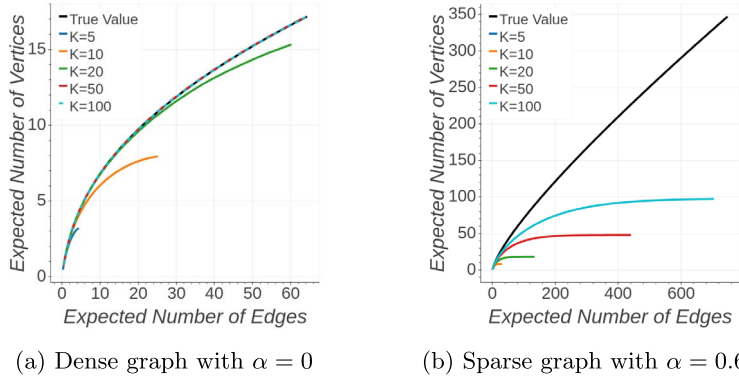 True Value
K=5
K=10
K=20
K=50
K=100
Expected Number of Vertices
15
10
5
0
0 10 20 30 40 50 60
Expected Number of Edges
(a) Dense graph with α = 0
True Value
K=5
K=10
K=20
K=50
K=100
Expected Number of Vertices
350
300
250
200
150
100
50
0
0 200 400 600
Expected Number of Edges
(b) Sparse graph with α = 0.6